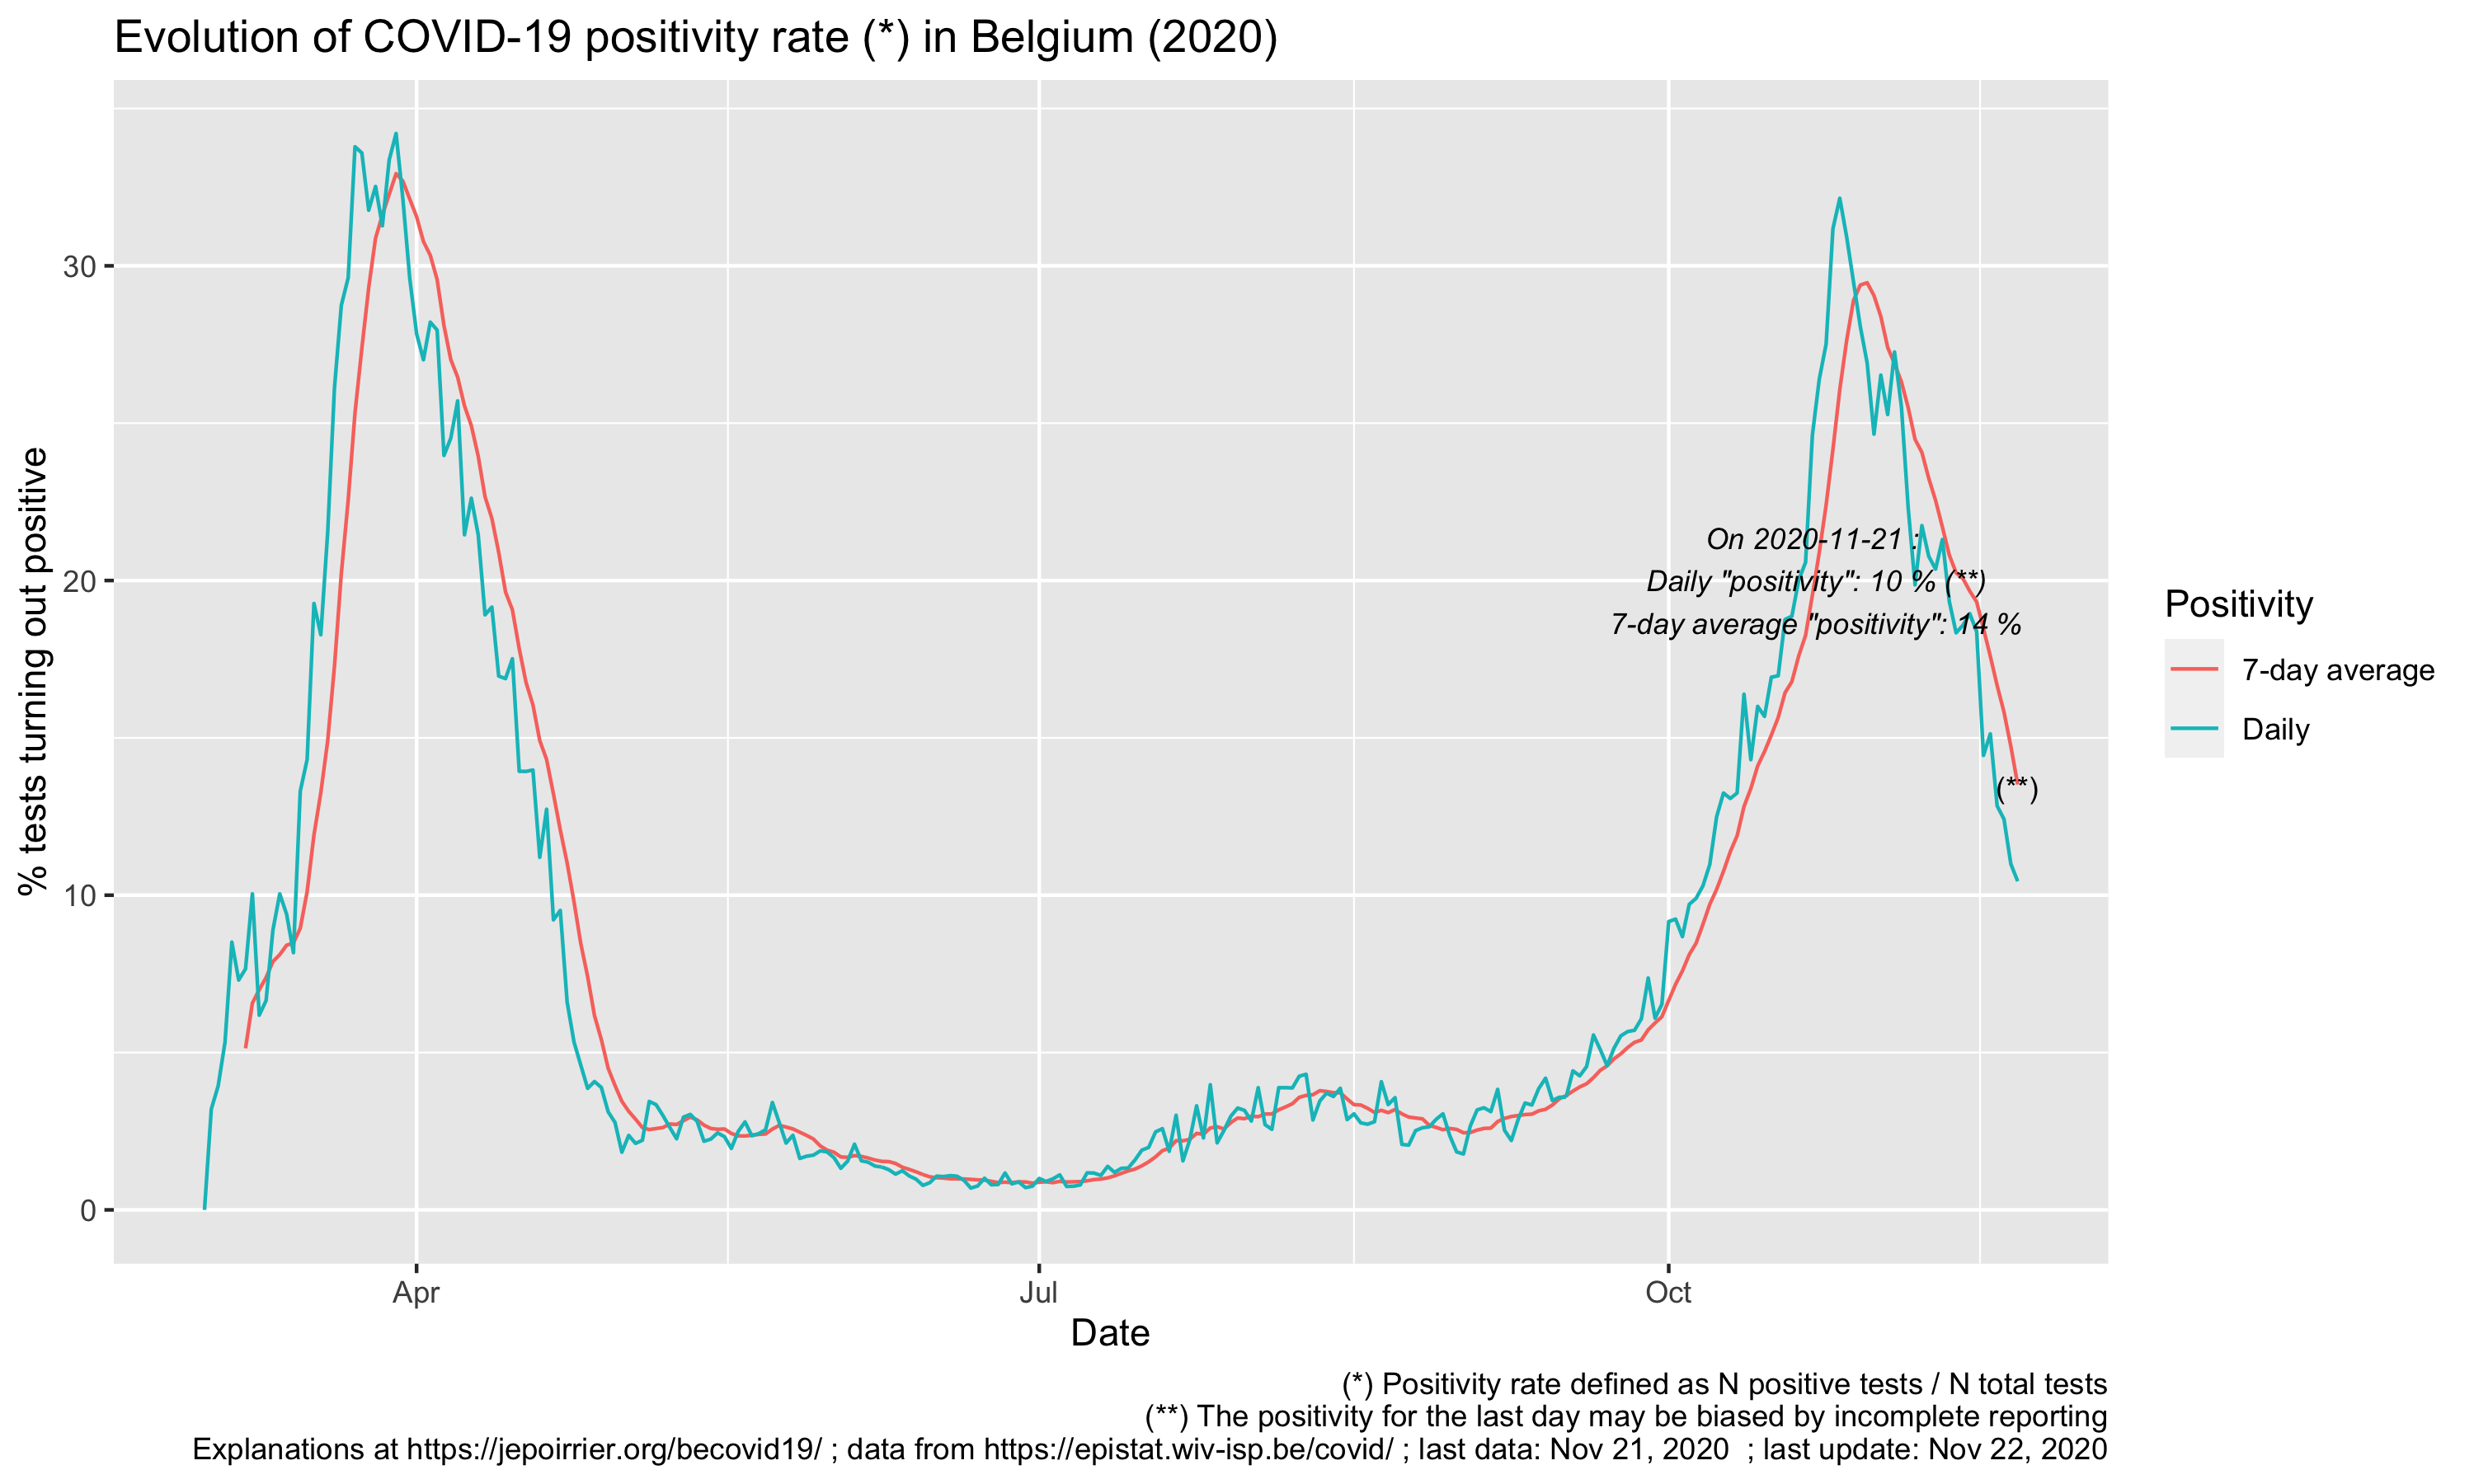 Evolution of COVID-19 positivity rate (*) in Belgium (2020)
% tests turning out positive
30
20
10
0
On 2020-11-21 :
Daily "positivity": 10 % (**)
7-day average "positivity": 14 %
(**)
Positivity
7-day average
Daily
Apr
Jul
Oct
Date
(*) Positivity rate defined as N positive tests / N total tests
(**) The positivity for the last day may be biased by incomplete reporting
Explanations at https://jepoirrier.org/becovid19/ ; data from https://epistat.wiv-isp.be/covid/ ; last data: Nov 21, 2020  ; last update: Nov 22, 2020